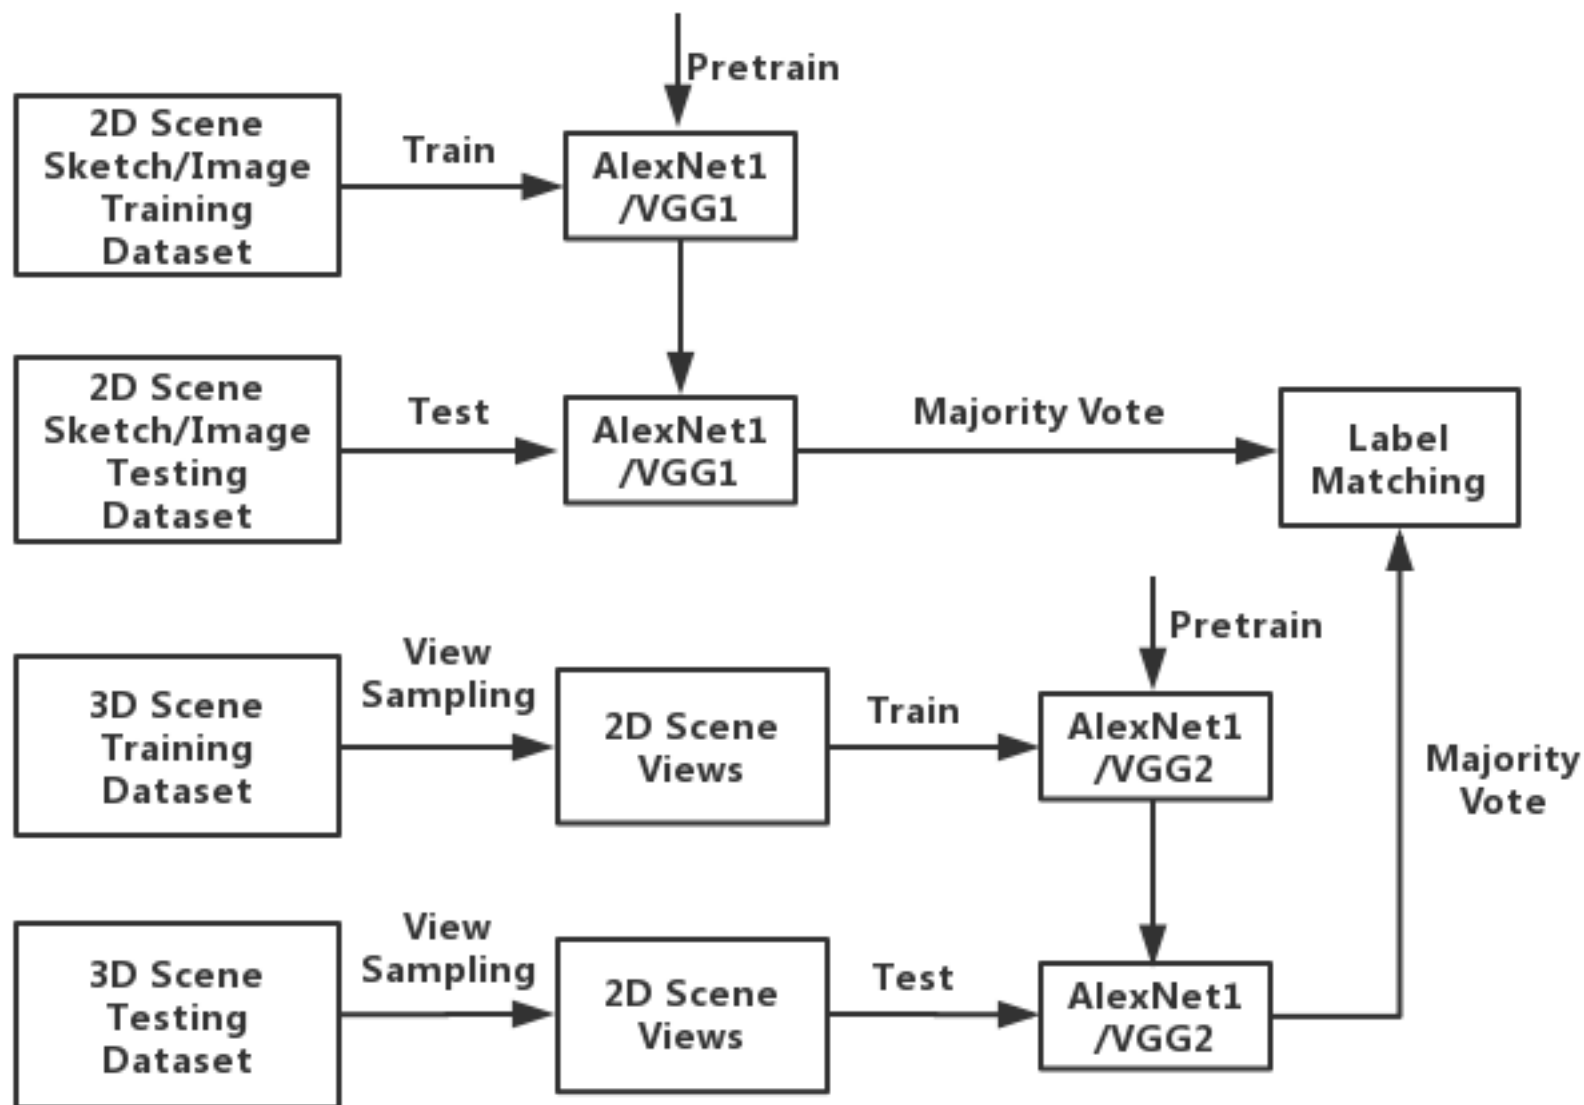 Pretrain
2D Scene
Sketch/Image
Training
Dataset
Train
AlexNet1
/VGG1
2D Scene
Sketch/Image
Testing
Dataset
Test
AlexNet1
/VGG1
Majority Vote
Label
Matching
Pretrain
3D Scene
Training
Dataset
View
Sampling
2D Scene
Views
Train
AlexNet1
/VGG2
Majority
Vote
3D Scene
Testing
Dataset
View
Sampling
2D Scene
Views
Test
AlexNet1
/VGG2